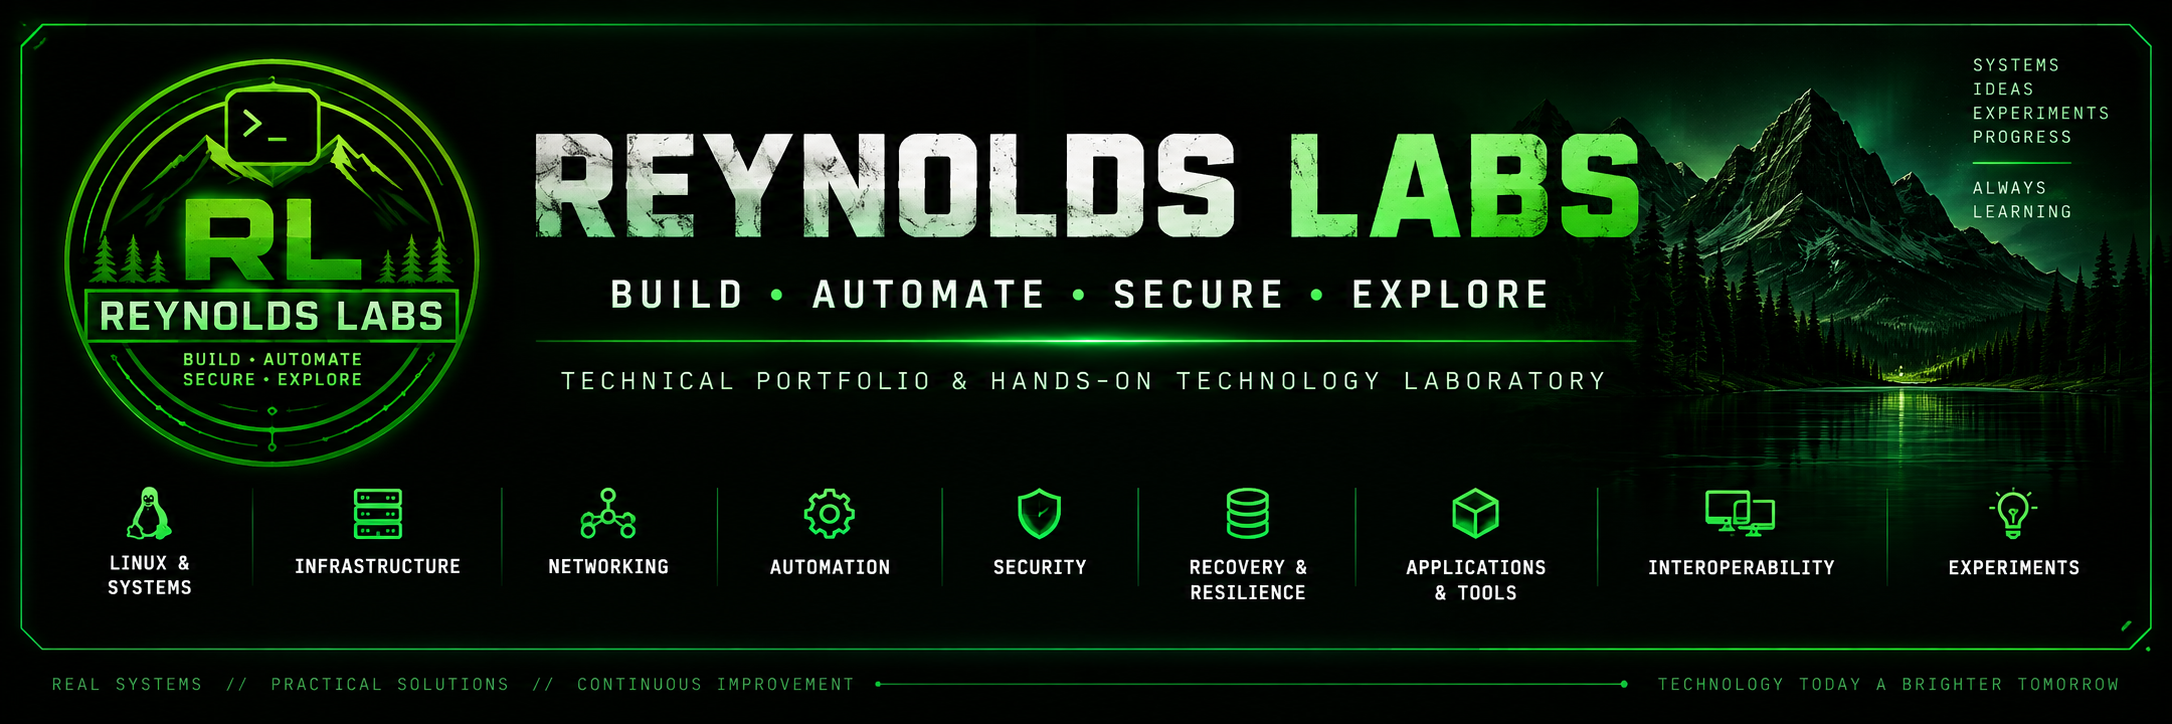 >_
RL
REYNOLDS LABS
BUILD • AUTOMATE
SECURE • EXPLORE
REYNOLDS LABS
BUILD • AUTOMATE • SECURE • EXPLORE
TECHNICAL PORTFOLIO & HANDS-ON TECHNOLOGY LABORATORY
SYSTEMS
IDEAS
EXPERIMENTS
PROGRESS
ALWAYS
LEARNING
LINUX &
SYSTEMS
INFRASTRUCTURE
NETWORKING
AUTOMATION
SECURITY
RECOVERY &
RESILIENCE
APPLICATIONS
& TOOLS
INTEROPERABILITY
EXPERIMENTS
REAL SYSTEMS // PRACTICAL SOLUTIONS // CONTINUOUS IMPROVEMENT
TECHNOLOGY TODAY A BRIGHTER TOMORROW